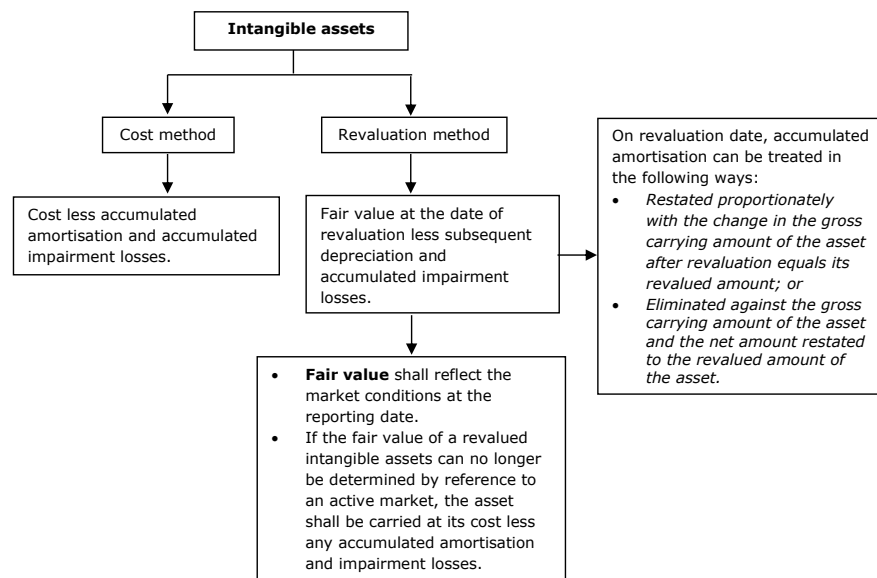 Intangible assets
Cost method
Revaluation method
Cost less accumulated
amortisation and accumulated
impairment losses.
Fair value at the date of
revaluation less subsequent
depreciation and
accumulated impairment
losses.
On revaluation date, accumulated
amortisation can be treated in
the following ways:
• Restated proportionately
with the change in the gross
carrying amount of the asset
after revaluation equals its
revalued amount; or
• Eliminated against the gross
carrying amount of the asset
and the net amount restated
to the revalued amount of
the asset.
• Fair value shall reflect the
market conditions at the
reporting date.
• If the fair value of a revalued
intangible assets can no longer
be determined by reference to
an active market, the asset
shall be carried at its cost less
any accumulated amortisation
and impairment losses.